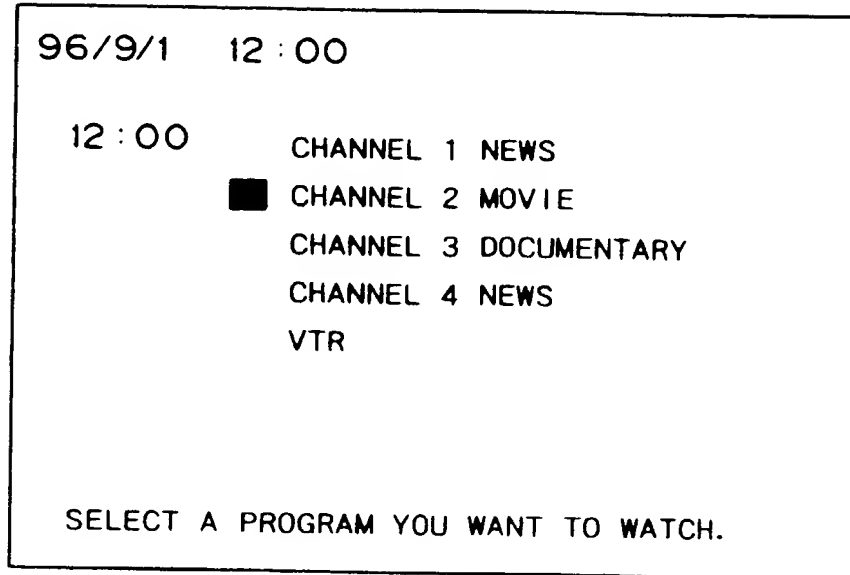 96/9/1 12:00
12:00 CHANNEL 1 NEWS
CHANNEL 2 MOVIE
CHANNEL 3 DOCUMENTARY
CHANNEL 4 NEWS
VTR
SELECT A PROGRAM YOU WANT TO WATCH.